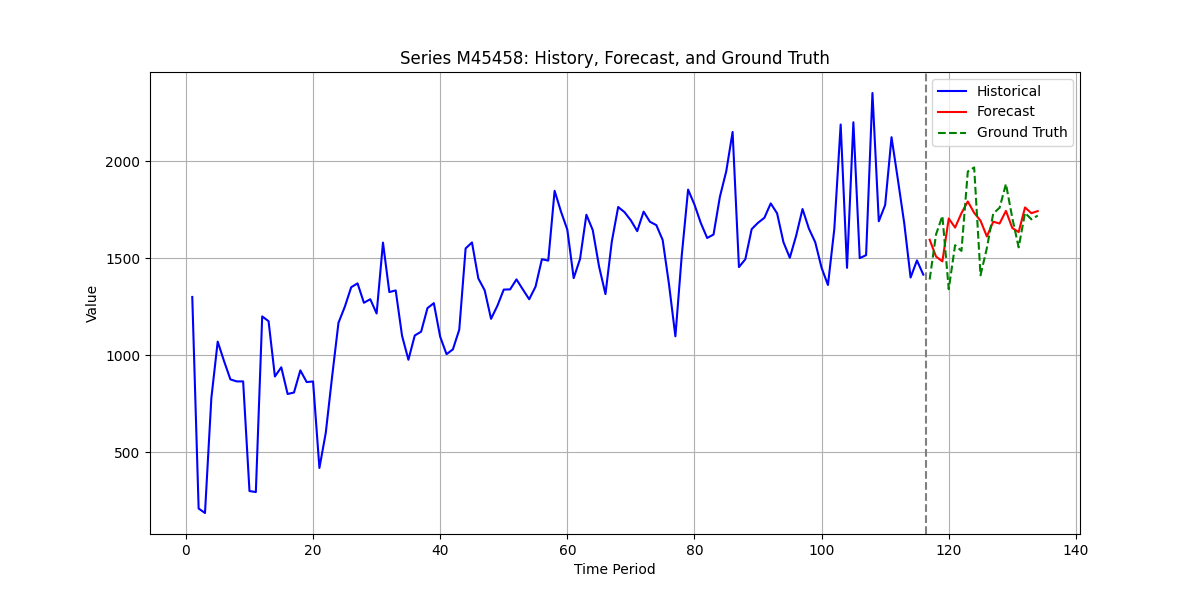 Series M45458: History, Forecast, and Ground Truth
Historical
Forecast
Ground Truth
Value
2000
1500
1000
500
0 20 40 60 80 100 120 140
Time Period